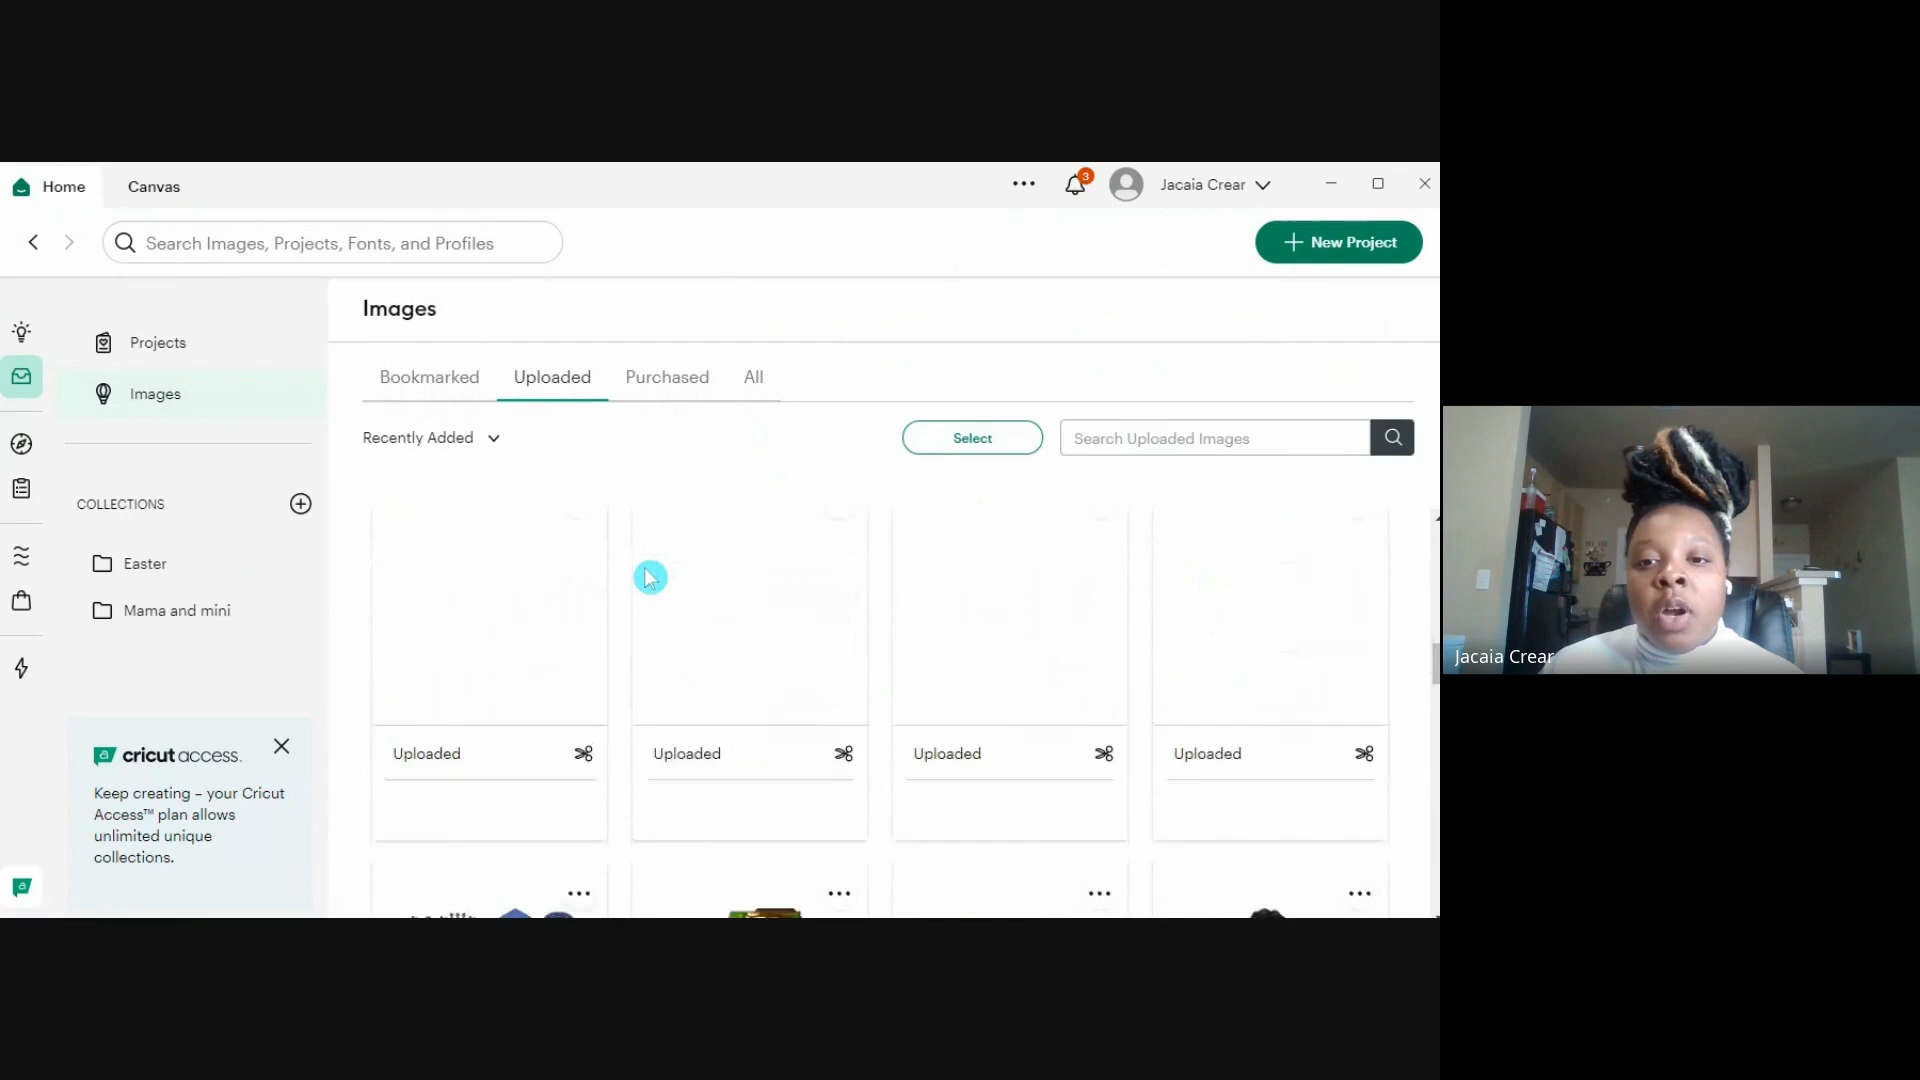 Home
Canvas
3
Jacaia Crear
Search Images, Projects, Fonts, and Profiles
New Project
Images
Projects
Images
Bookmarked
Uploaded
Purchased
All
Recently Added
Select
Search Uploaded Images
COLLECTIONS
Easter
Mama and mini
Uploaded
Uploaded
Uploaded
Uploaded
a cricut access.
Keep creating – your Cricut
Access™ plan allows
unlimited unique
collections.
a
Jacaia Crear